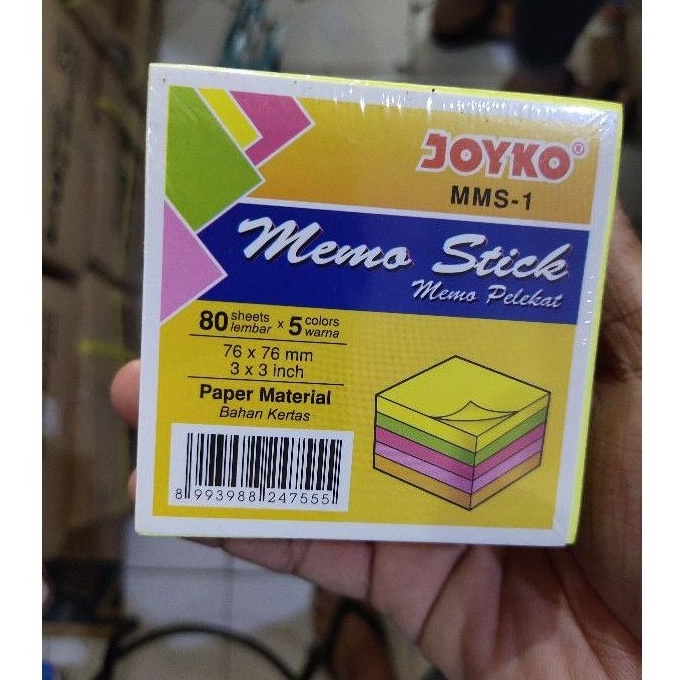 JOYKO®
MMS-1
Memo Stick
Memo Pelekat
80 sheets lembar x 5 colors warna
76 x 76 mm
3 x 3 inch
Paper Material
Bahan Kertas
8 993988 247555